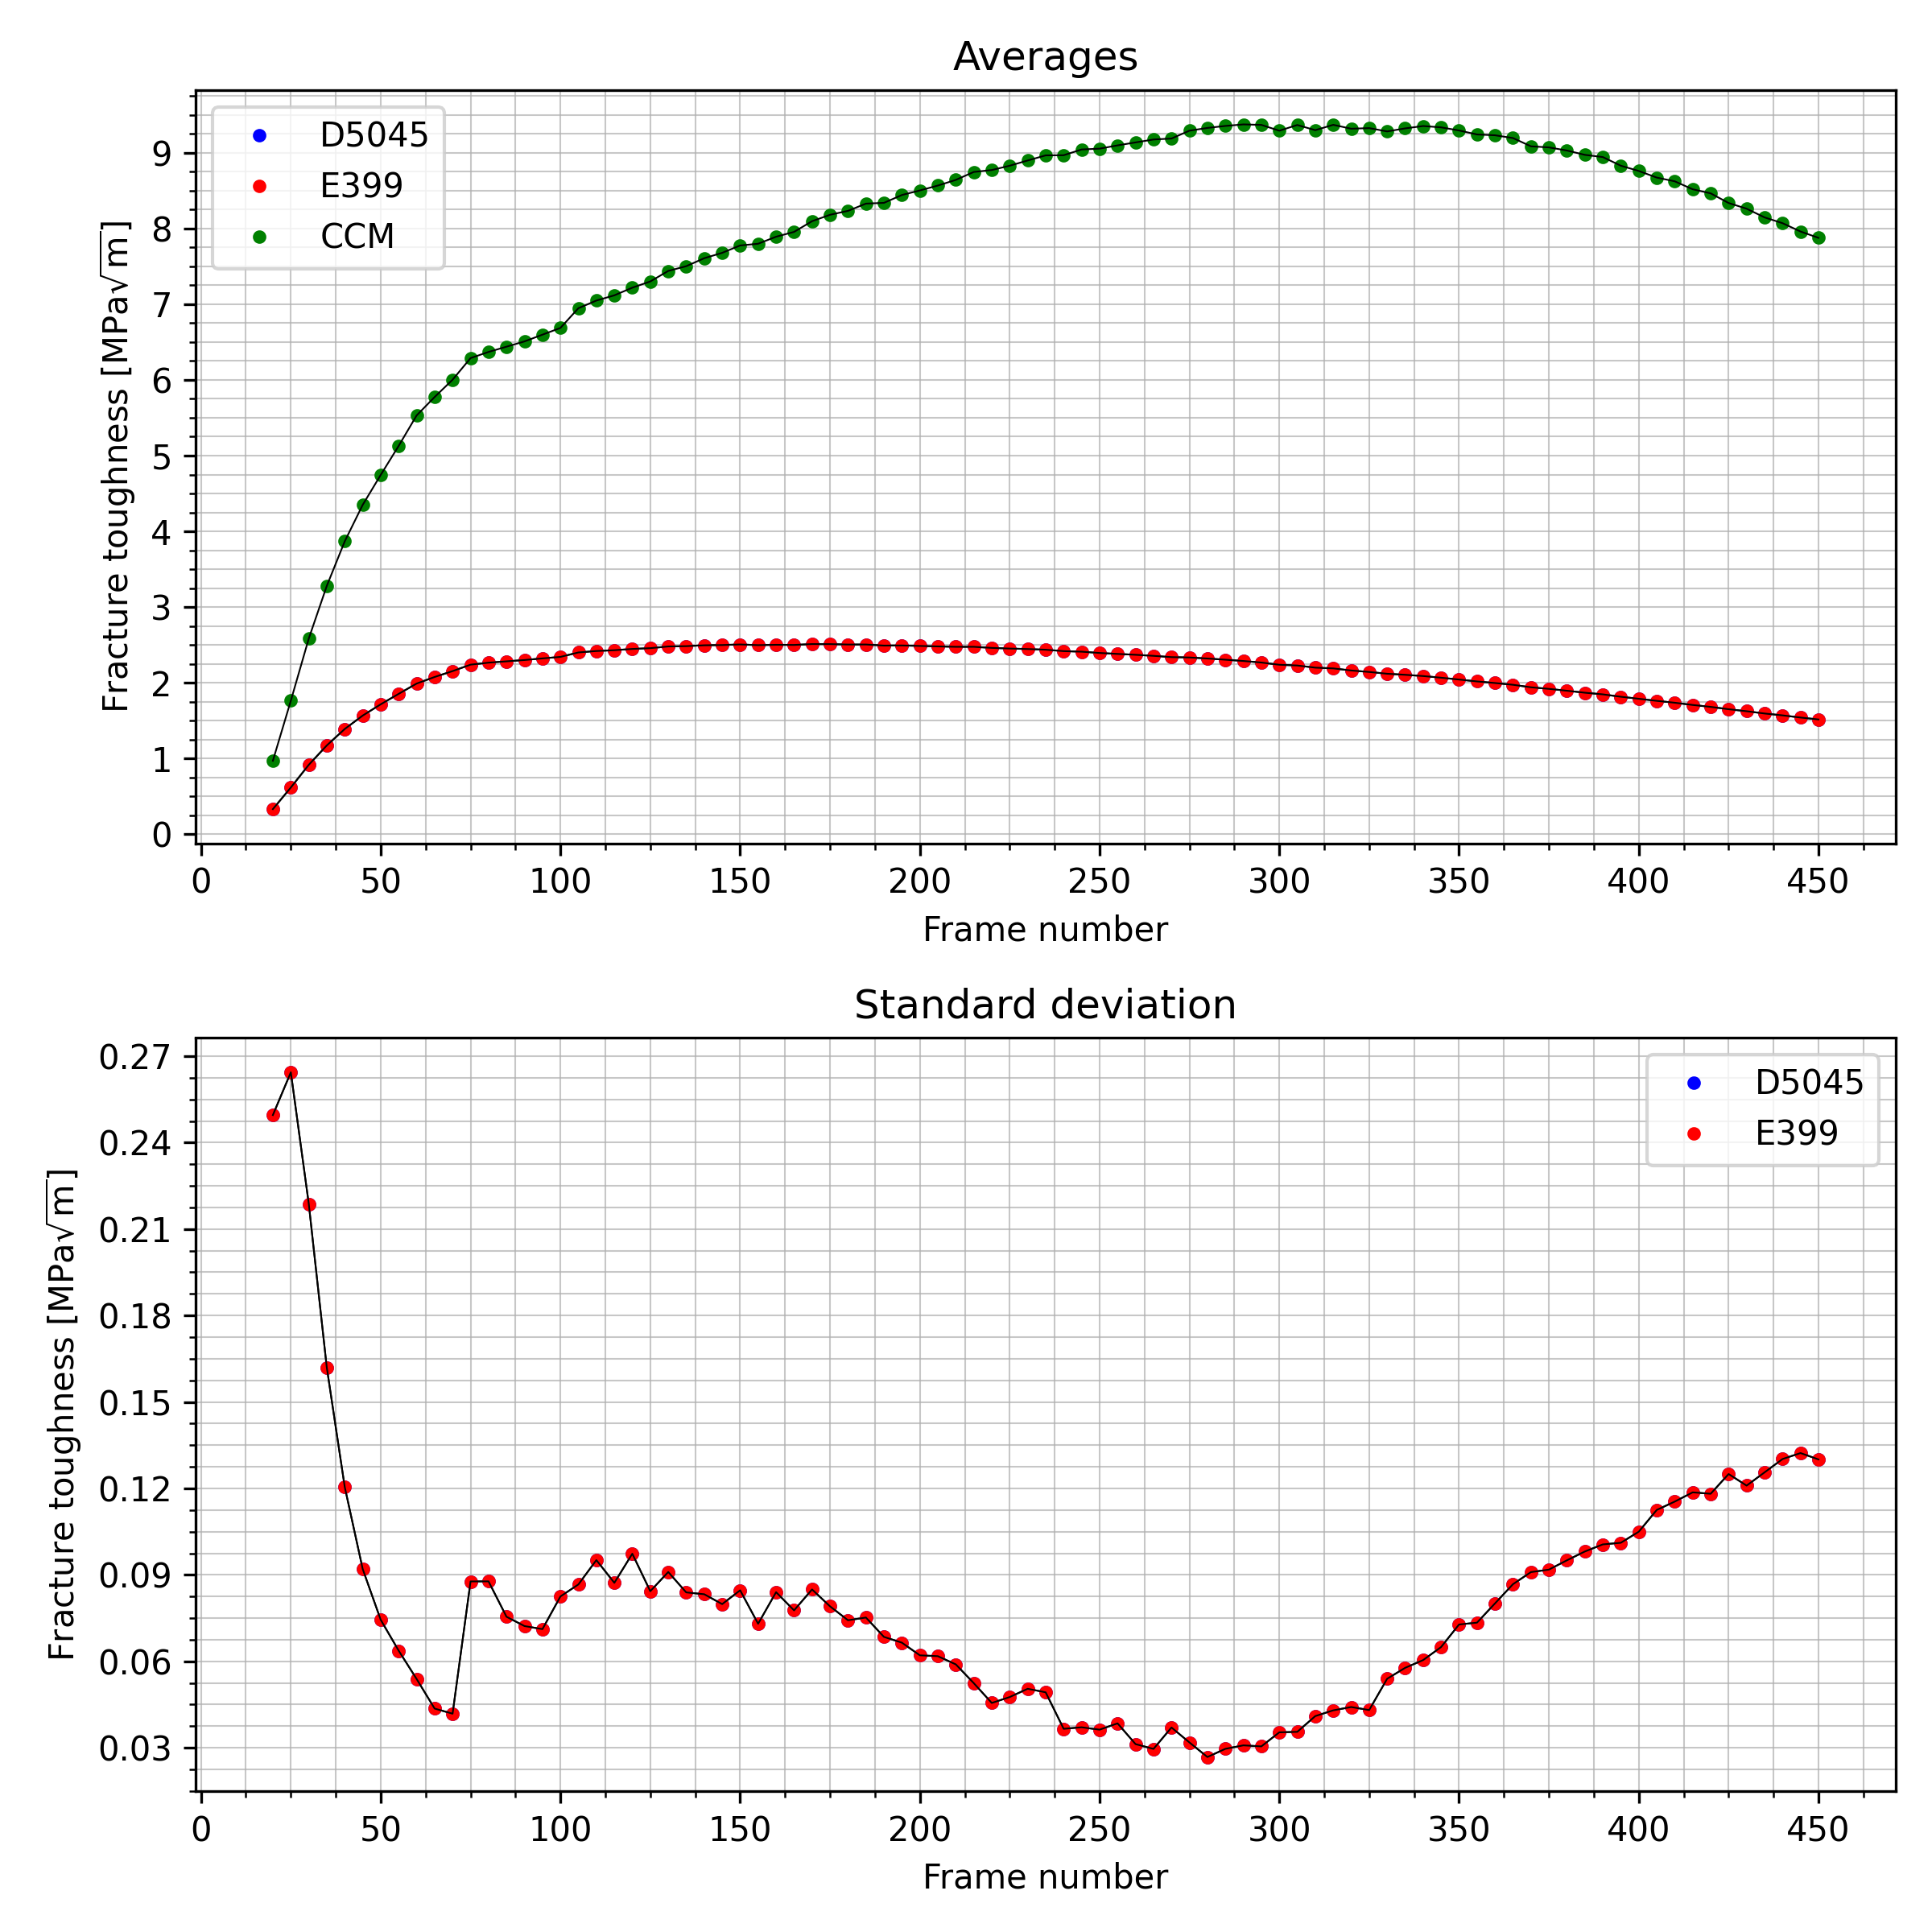 Averages
D5045
E399
CCM
Fracture toughness [MPa√m]
9
8
7
6
5
4
3
2
1
0
0 50 100 150 200 250 300 350 400 450
Frame number
Standard deviation
D5045
E399
Fracture toughness [MPa√m]
0.27
0.24
0.21
0.18
0.15
0.12
0.09
0.06
0.03
0 50 100 150 200 250 300 350 400 450
Frame number